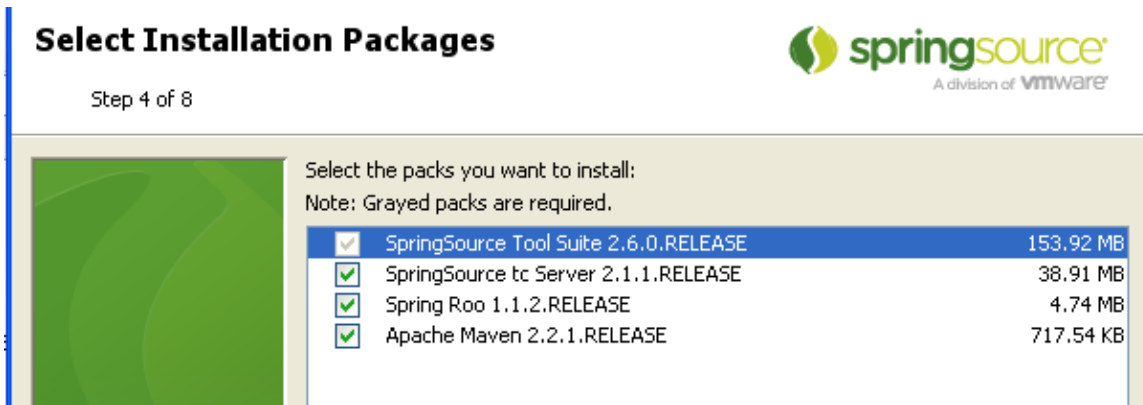 Select Installation Packages
springsource
A division of vmware
Step 4 of 8
Select the packs you want to install:
Note: Grayed packs are required.
SpringSource Tool Suite 2.6.0.RELEASE 153.92 MB
SpringSource tc Server 2.1.1.RELEASE 38.91 MB
Spring Roo 1.1.2.RELEASE 4.74 MB
Apache Maven 2.2.1.RELEASE 717.54 KB